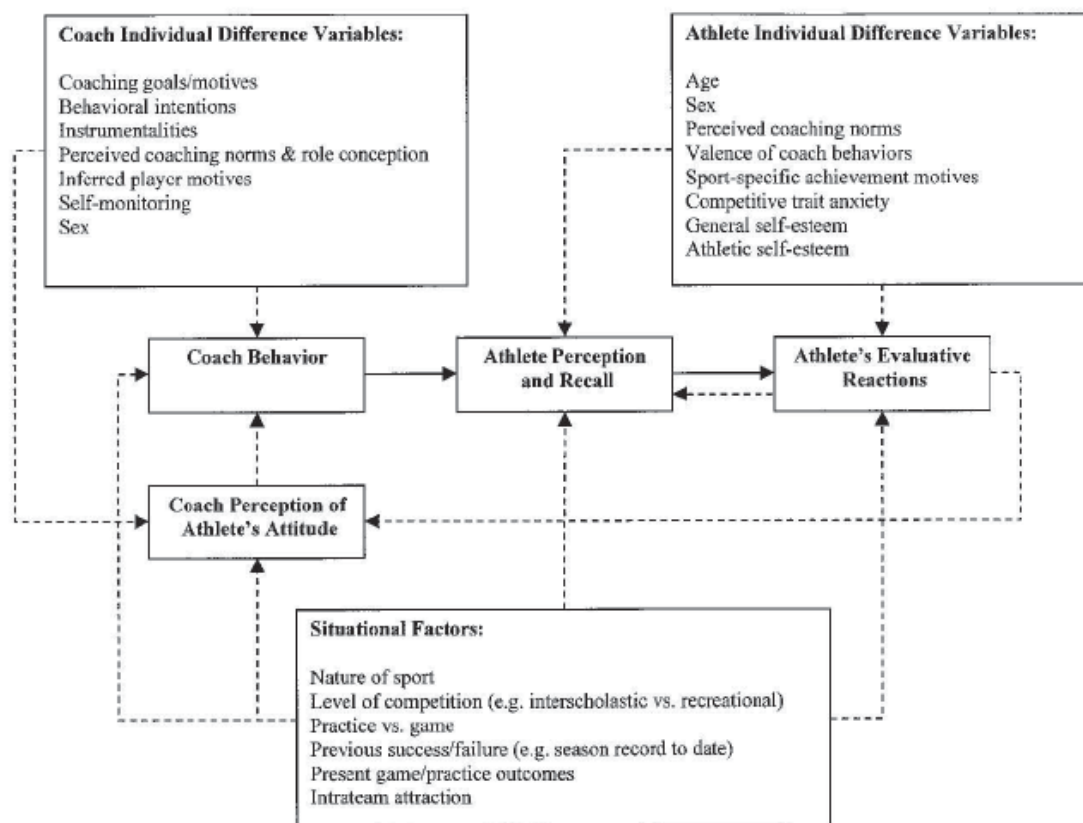 Coach Individual Difference Variables:
Coaching goals/motives
Behavioral intentions
Instrumentalities
Perceived coaching norms & role conception
Inferred player motives
Self-monitoring
Sex
Athlete Individual Difference Variables:
Age
Sex
Perceived coaching norms
Valence of coach behaviors
Sport-specific achievement motives
Competitive trait anxiety
General self-esteem
Athletic self-esteem
Coach Behavior
Athlete Perception
and Recall
Athlete's Evaluative
Reactions
Coach Perception of
Athlete's Attitude
Situational Factors:
Nature of sport
Level of competition (e.g. interscholastic vs. recreational)
Practice vs. game
Previous success/failure (e.g. season record to date)
Present game/practice outcomes
Intrateam attraction